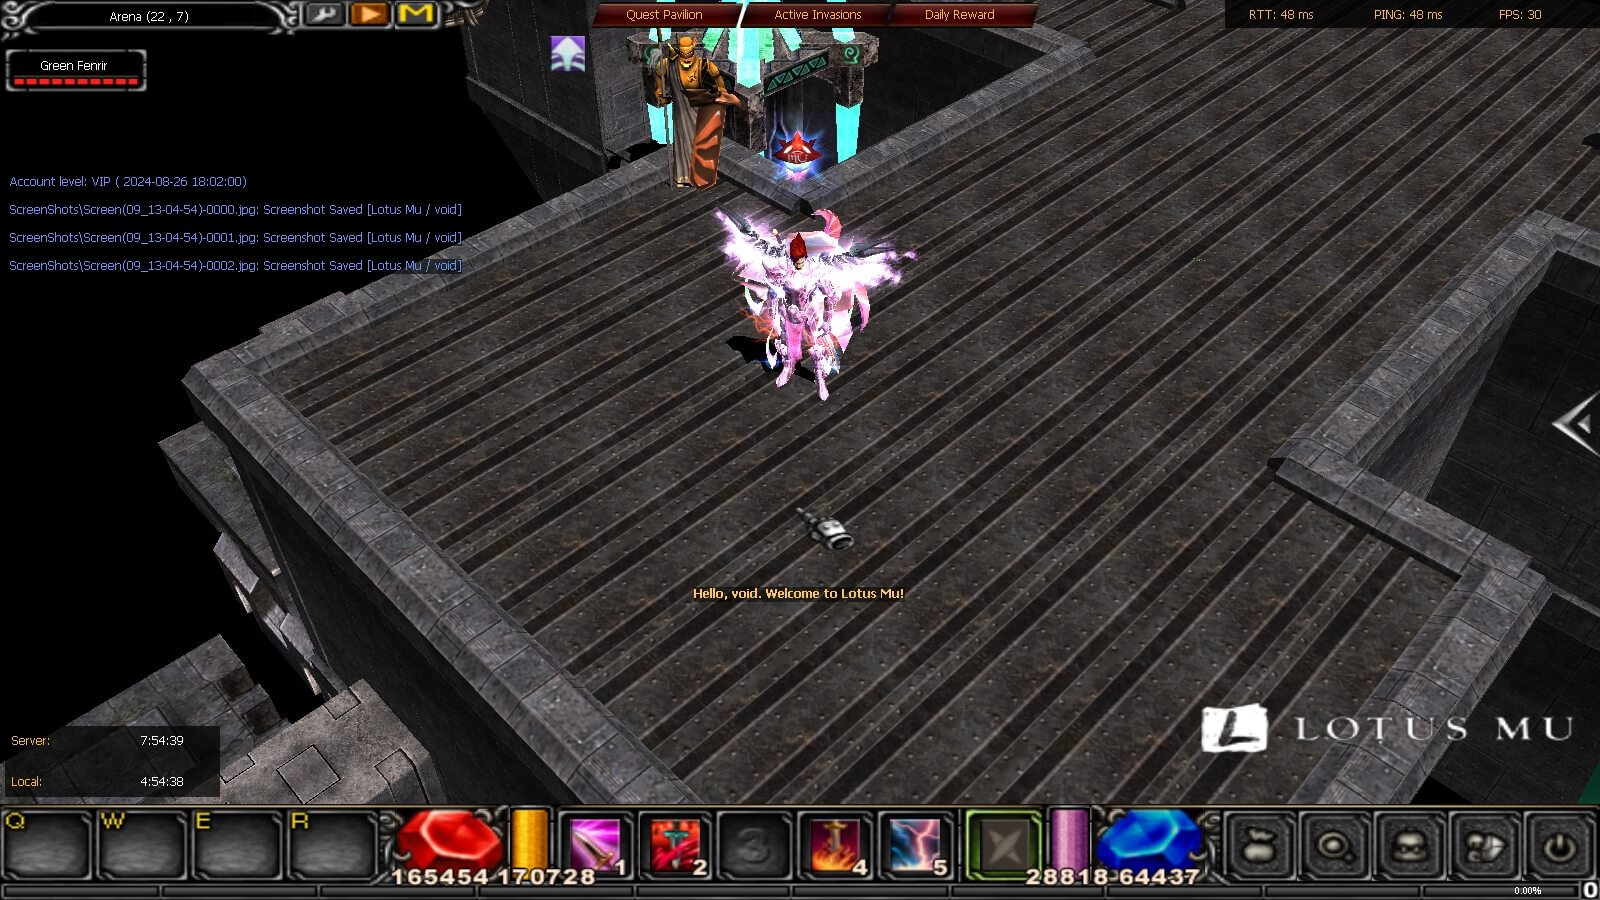 Arena (22 , 7)
Quest Pavilion
Active Invasions
Daily Reward
RTT: 48 ms
PING: 48 ms
FPS: 30
Green Fenrir
Account level: VIP ( 2024-08-26 18:02:00)
ScreenShots\Screen(09_13-04-54)-0000.jpg: Screenshot Saved [Lotus Mu / void]
ScreenShots\Screen(09_13-04-54)-0001.jpg: Screenshot Saved [Lotus Mu / void]
ScreenShots\Screen(09_13-04-54)-0002.jpg: Screenshot Saved [Lotus Mu / void]
Hello, void. Welcome to Lotus Mu!
LOTUS MU
Server: 7:54:39
Local: 4:54:38
Q W E R
1 2 3 4 5
165454 170728
28818 64437
0.00%
0